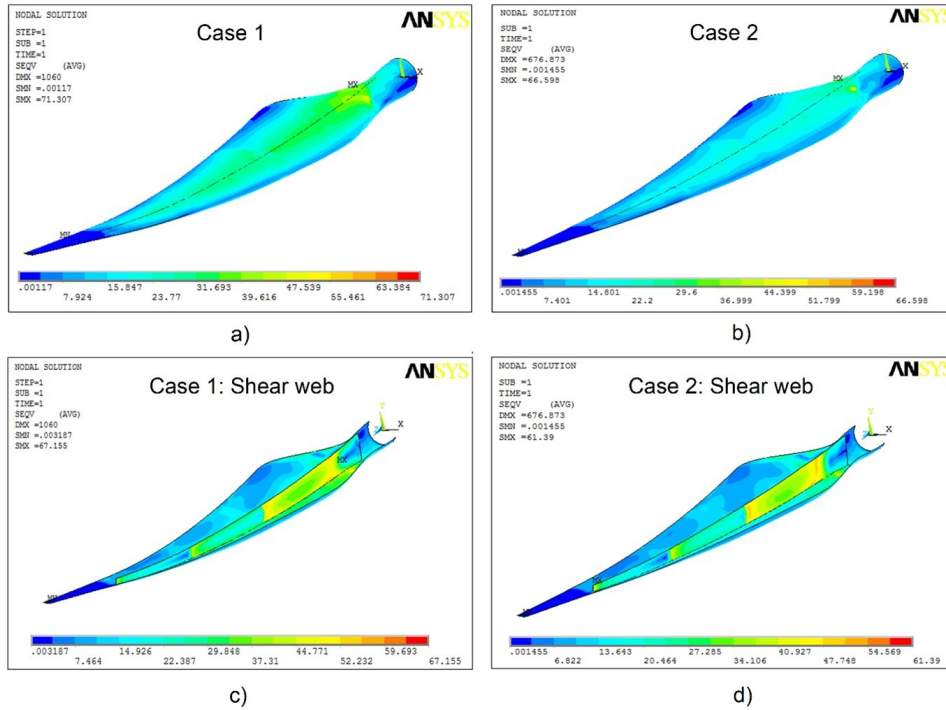 NODAL SOLUTION
STEP=1
SUB =1
TIME=1
SEQV (AVG)
DMX =1060
SMN =.00117
SMX =71.307
Case 1
ANSYS
MX
X
MN
.00117 15.847 31.693 47.539 63.384
7.924 23.77 39.616 55.461 71.307
a)
NODAL SOLUTION
SUB =1
TIME=1
SEQV (AVG)
DMX =676.873
SMN =.001455
SMX =66.598
Case 2
ANSYS
MX
X
.001455 14.801 29.6 44.399 59.198
7.401 22.2 36.999 51.799 66.598
b)
NODAL SOLUTION
STEP=1
SUB =1
TIME=1
SEQV (AVG)
DMX =1060
SMN =.003187
SMX =67.155
Case 1: Shear web
ANSYS
Y
X
MX
.003187 14.926 29.848 44.771 59.693
7.464 22.387 37.31 52.232 67.155
c)
NODAL SOLUTION
SUB =1
TIME=1
SEQV (AVG)
DMX =676.873
SMN =.001455
SMX =61.39
Case 2: Shear web
ANSYS
Y
X
MX
.001455 13.643 27.285 40.927 54.569
6.822 20.464 34.106 47.748 61.39
d)